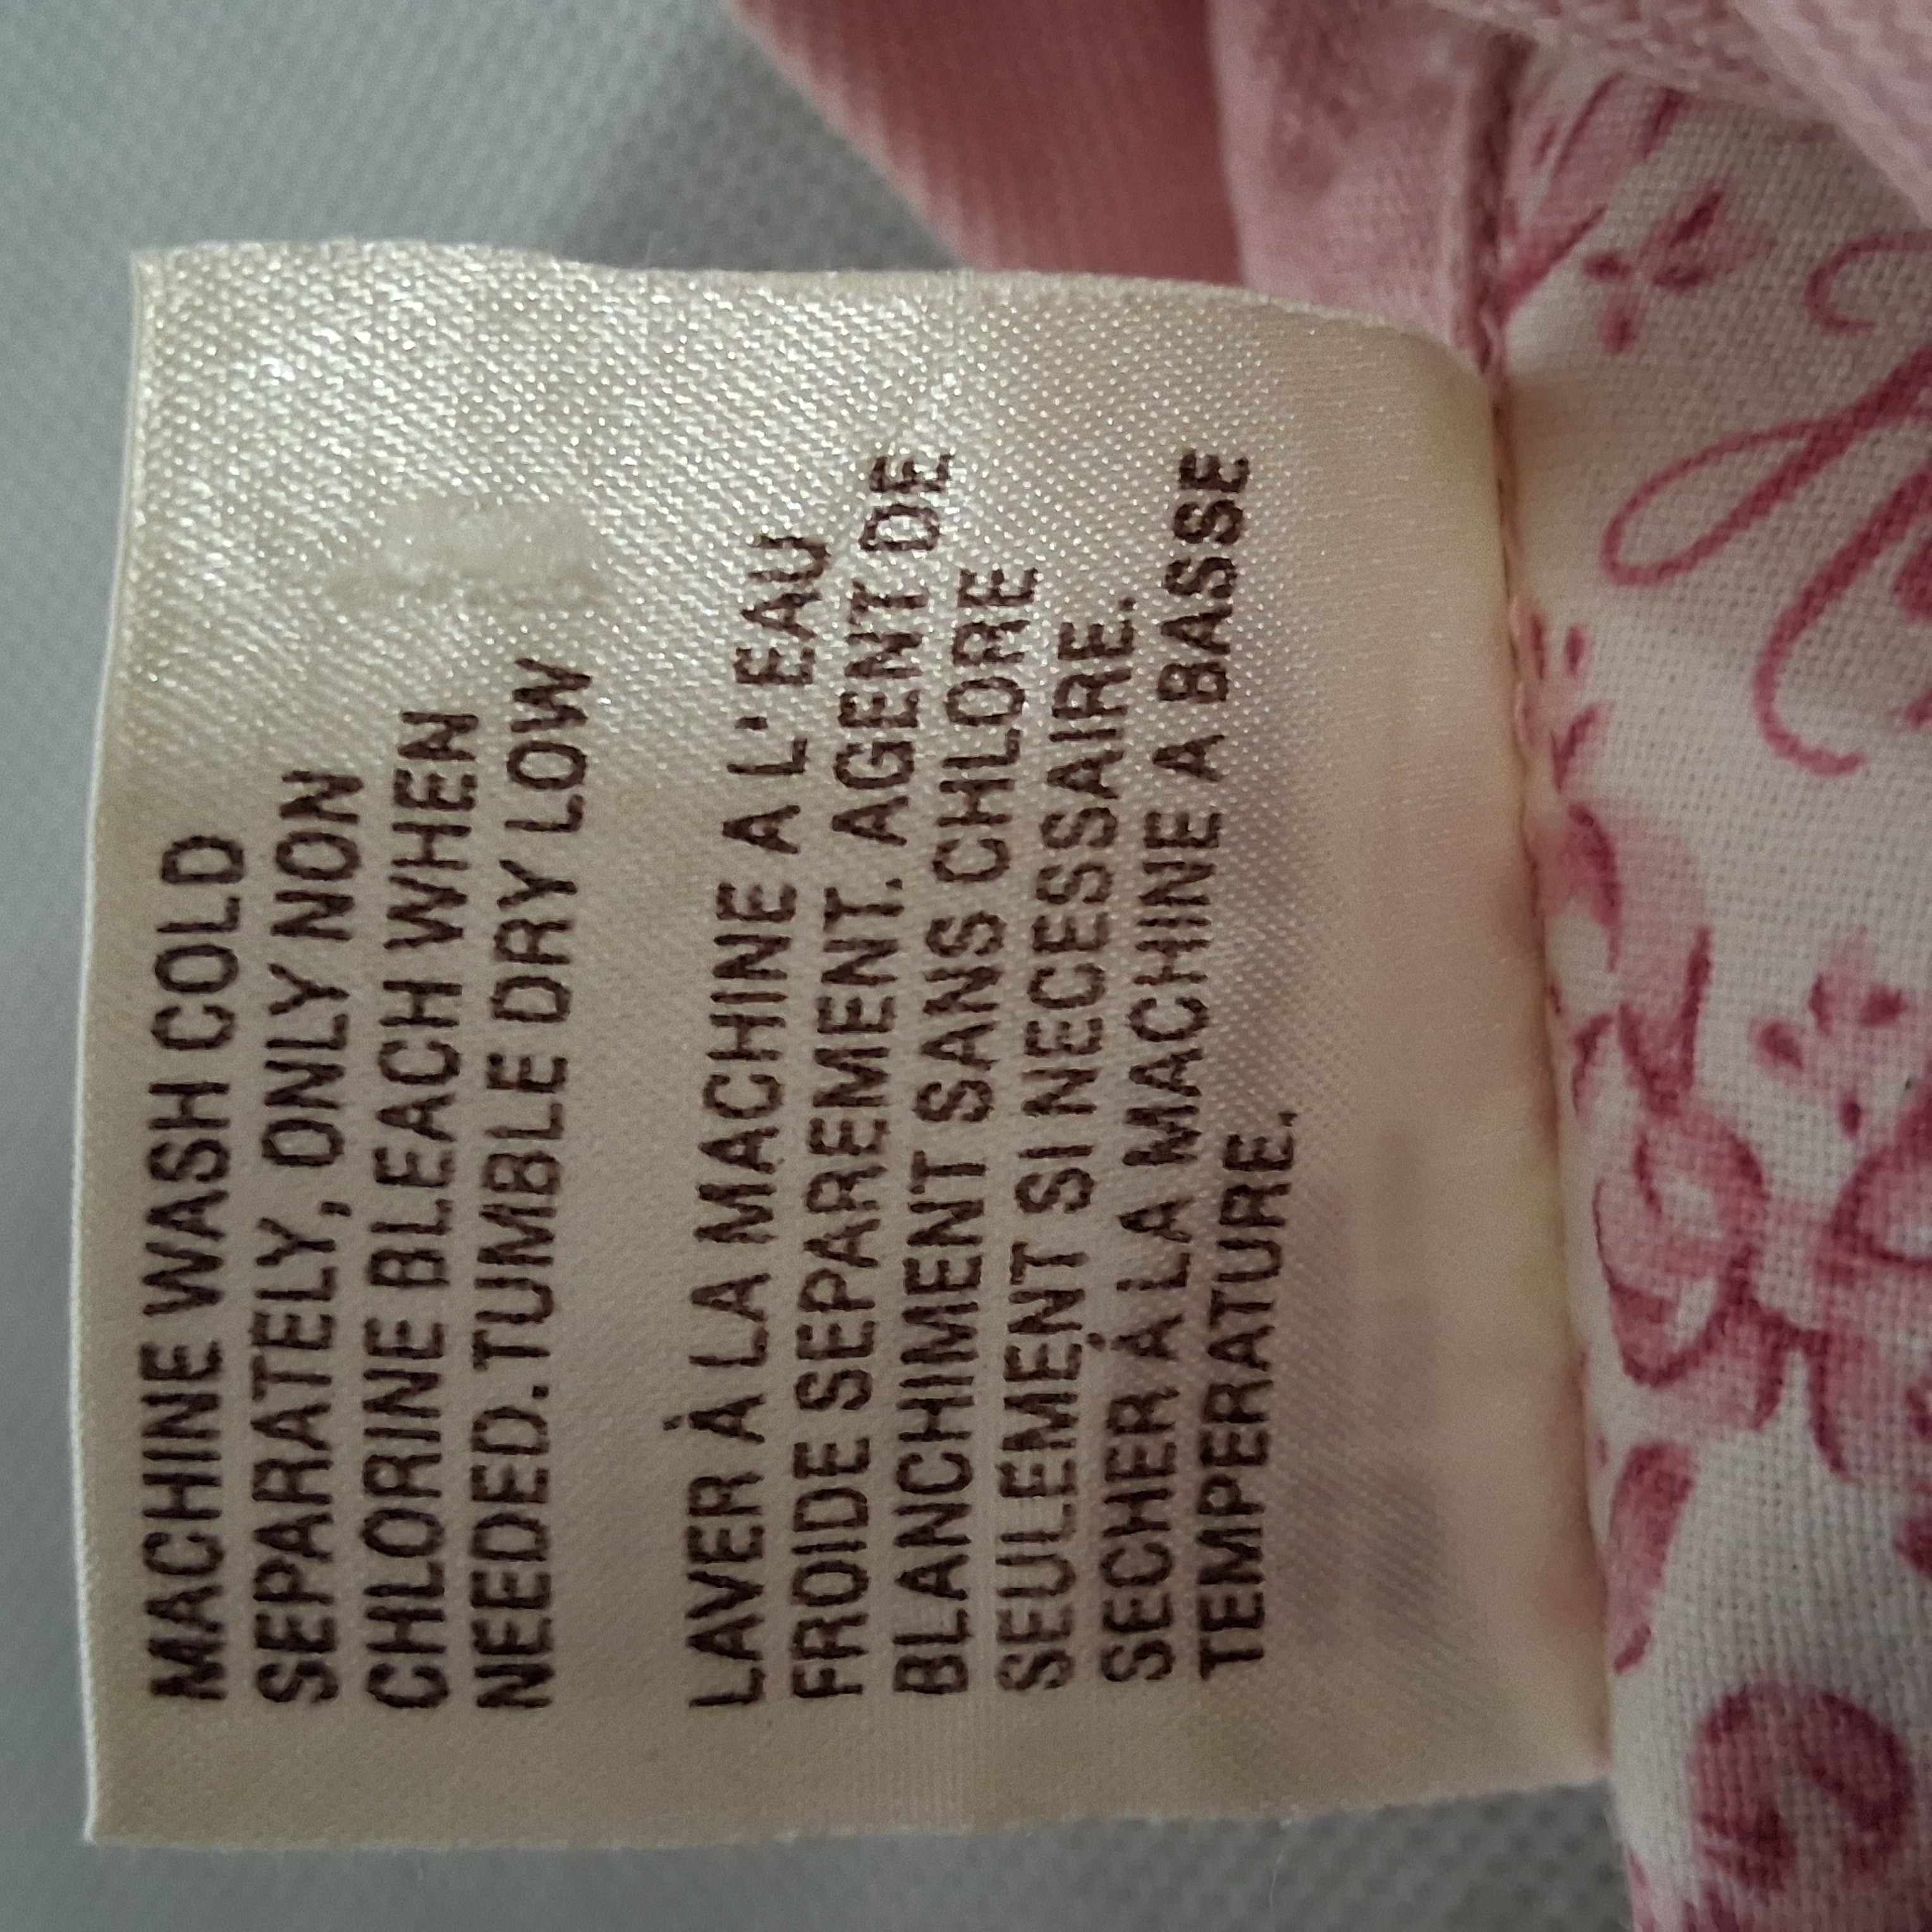 MACHINE WASH COLD
SEPARATELY, ONLY NON
CHLORINE BLEACH WHEN
NEEDED. TUMBLE DRY LOW
LAVER À LA MACHINE A L' EAU
FROIDE SEPAREMENT. AGENT DE
BLANCHIMENT SANS CHLORE
SEULEMENT SI NECESSAIRE.
SECHER À LA MACHINE A BASSE
TEMPERATURE.